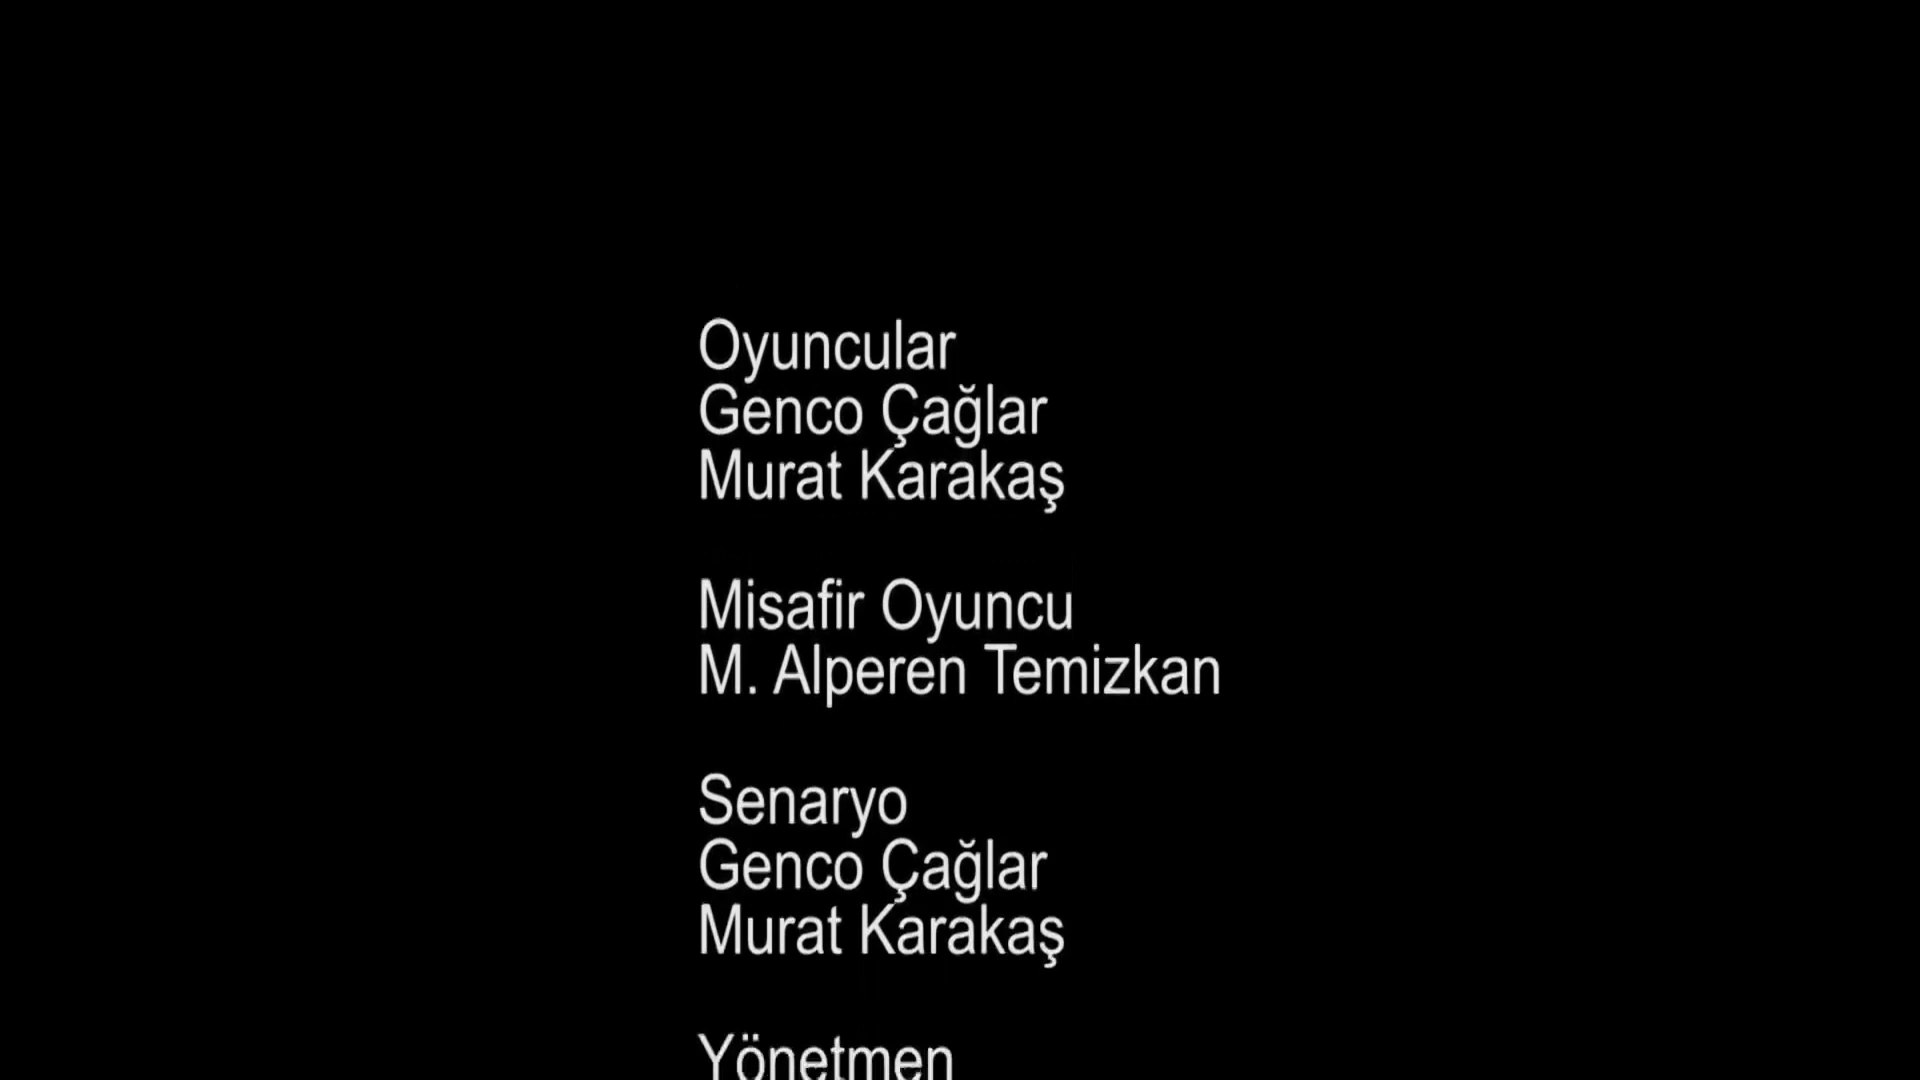 Oyuncular
Genco Çağlar
Murat Karakaş
Misafir Oyuncu
M. Alperen Temizkan
Senaryo
Genco Çağlar
Murat Karakaş
Yönetmen